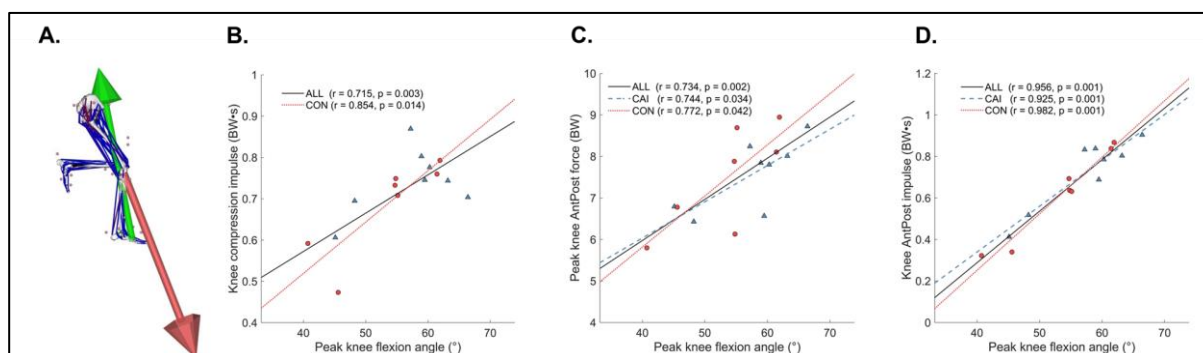 A.
B.
Knee compression impulse (BW•s)
1
0.9
0.8
0.7
0.6
0.5
0.4
ALL (r = 0.715, p = 0.003)
CON (r = 0.854, p = 0.014)
40 50 60 70
Peak knee flexion angle (°)
C.
Peak knee AntPost force (BW)
10
9
8
7
6
5
4
ALL (r = 0.734, p = 0.002)
CAI (r = 0.744, p = 0.034)
CON (r = 0.772, p = 0.042)
40 50 60 70
Peak knee flexion angle (°)
D.
Knee AntPost impulse (BW•s)
1.2
1
0.8
0.6
0.4
0.2
0
ALL (r = 0.956, p = 0.001)
CAI (r = 0.925, p = 0.001)
CON (r = 0.982, p = 0.001)
40 50 60 70
Peak knee flexion angle (°)